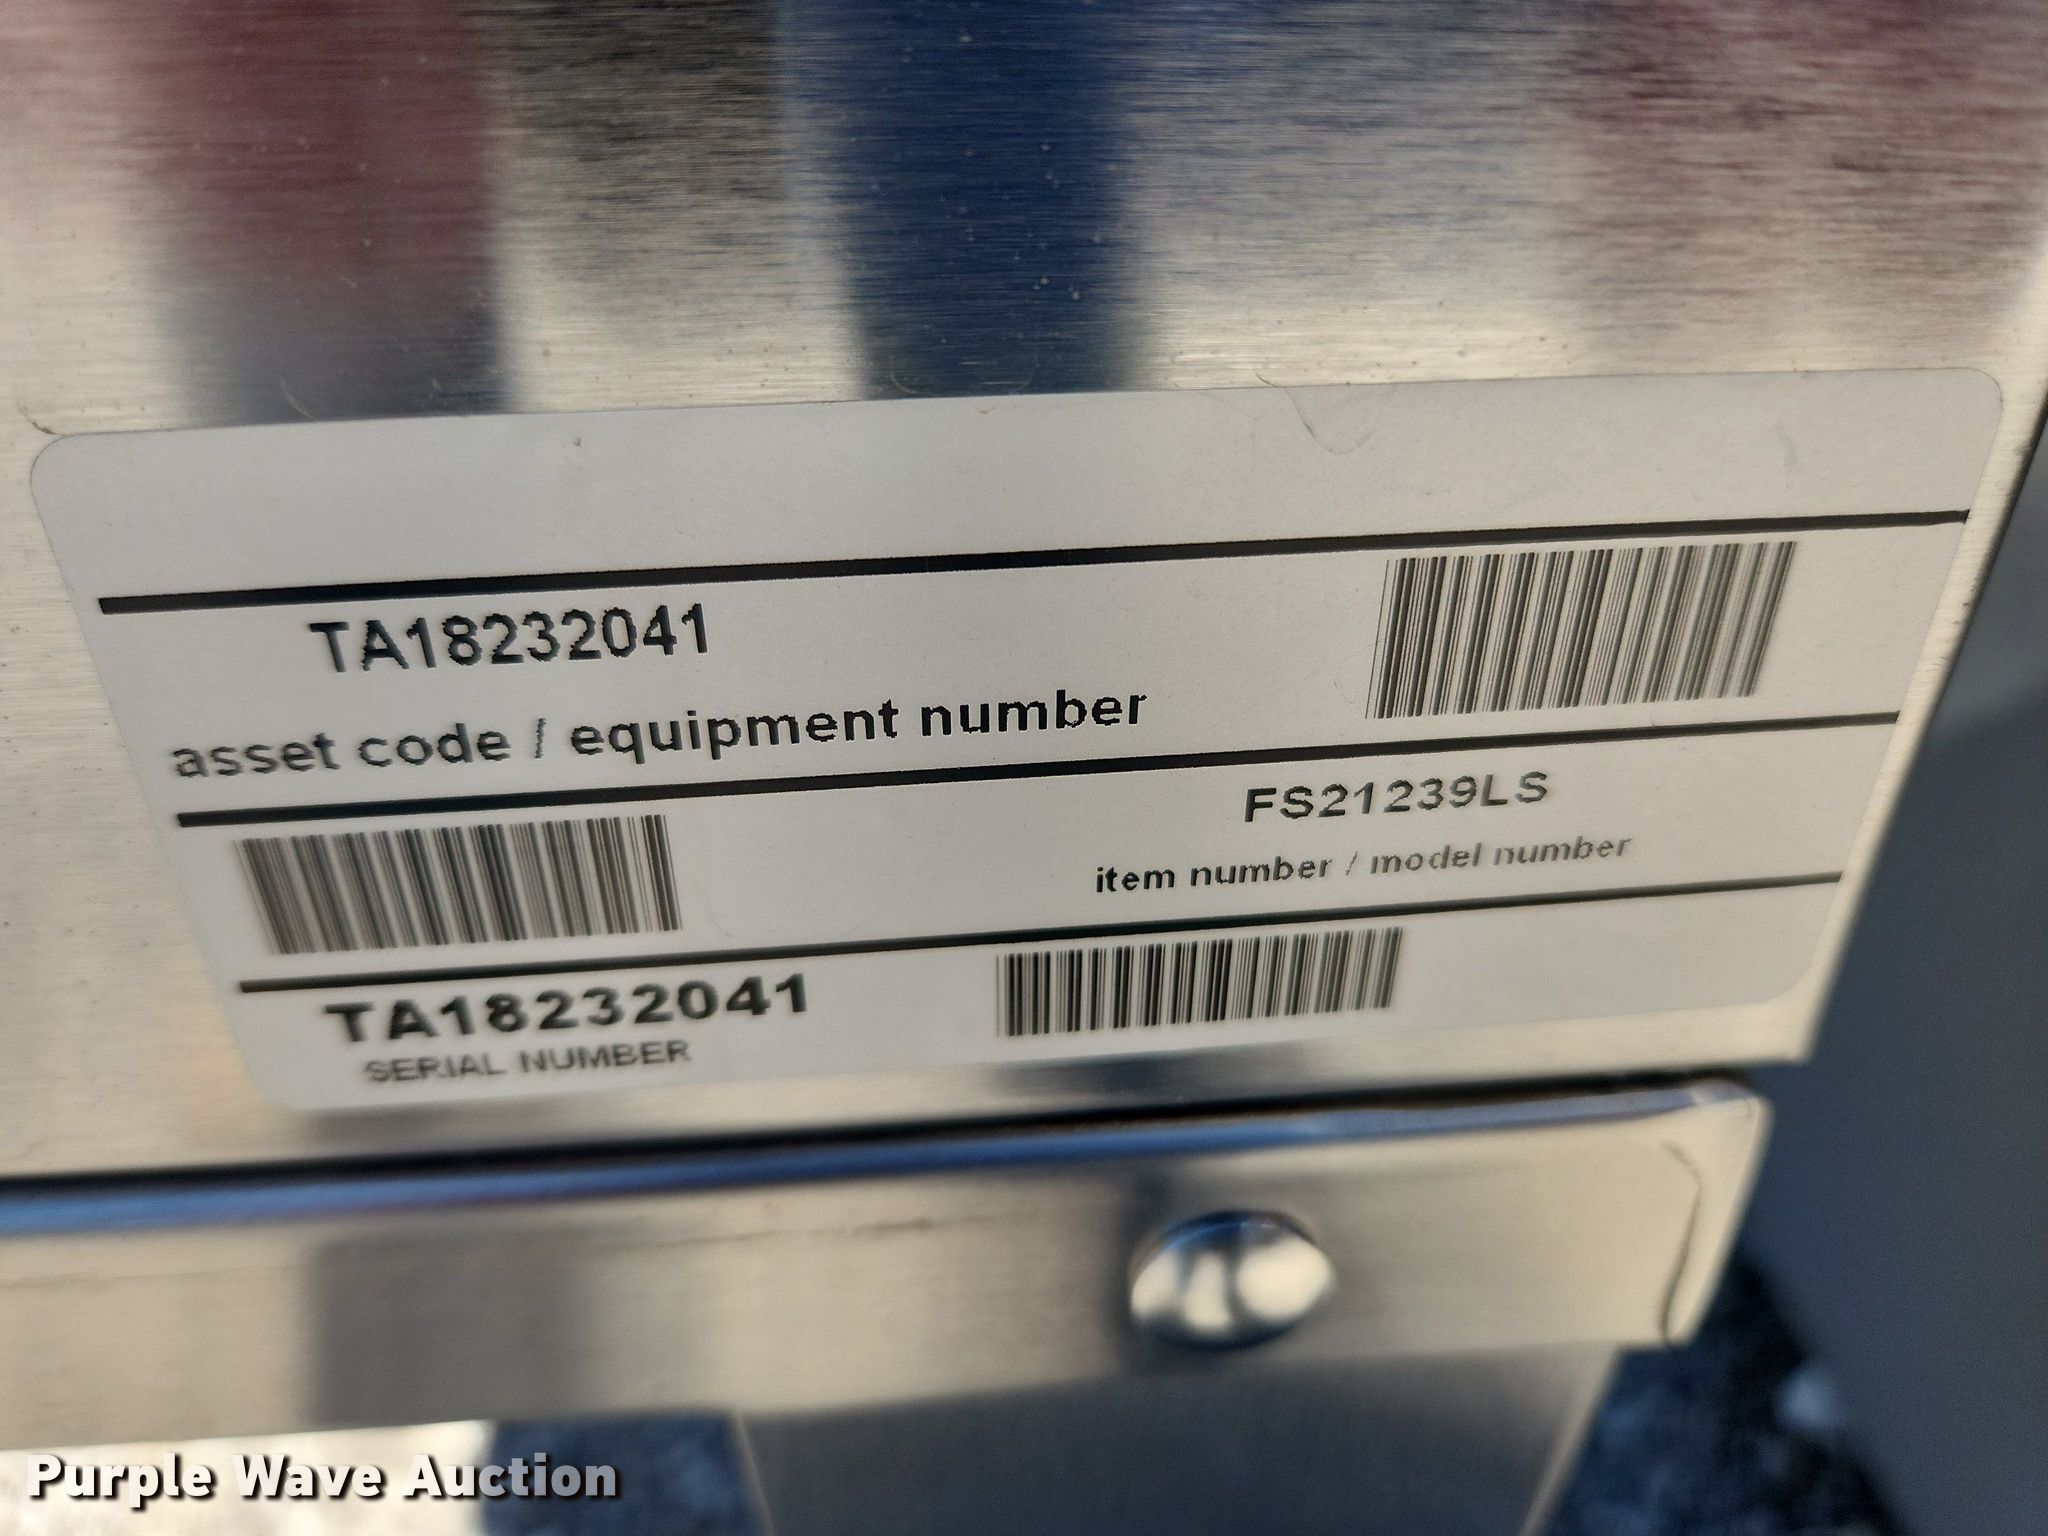 TA18232041
asset code / equipment number
FS21239LS
item number / model number
TA18232041
SERIAL NUMBER
Purple Wave Auction